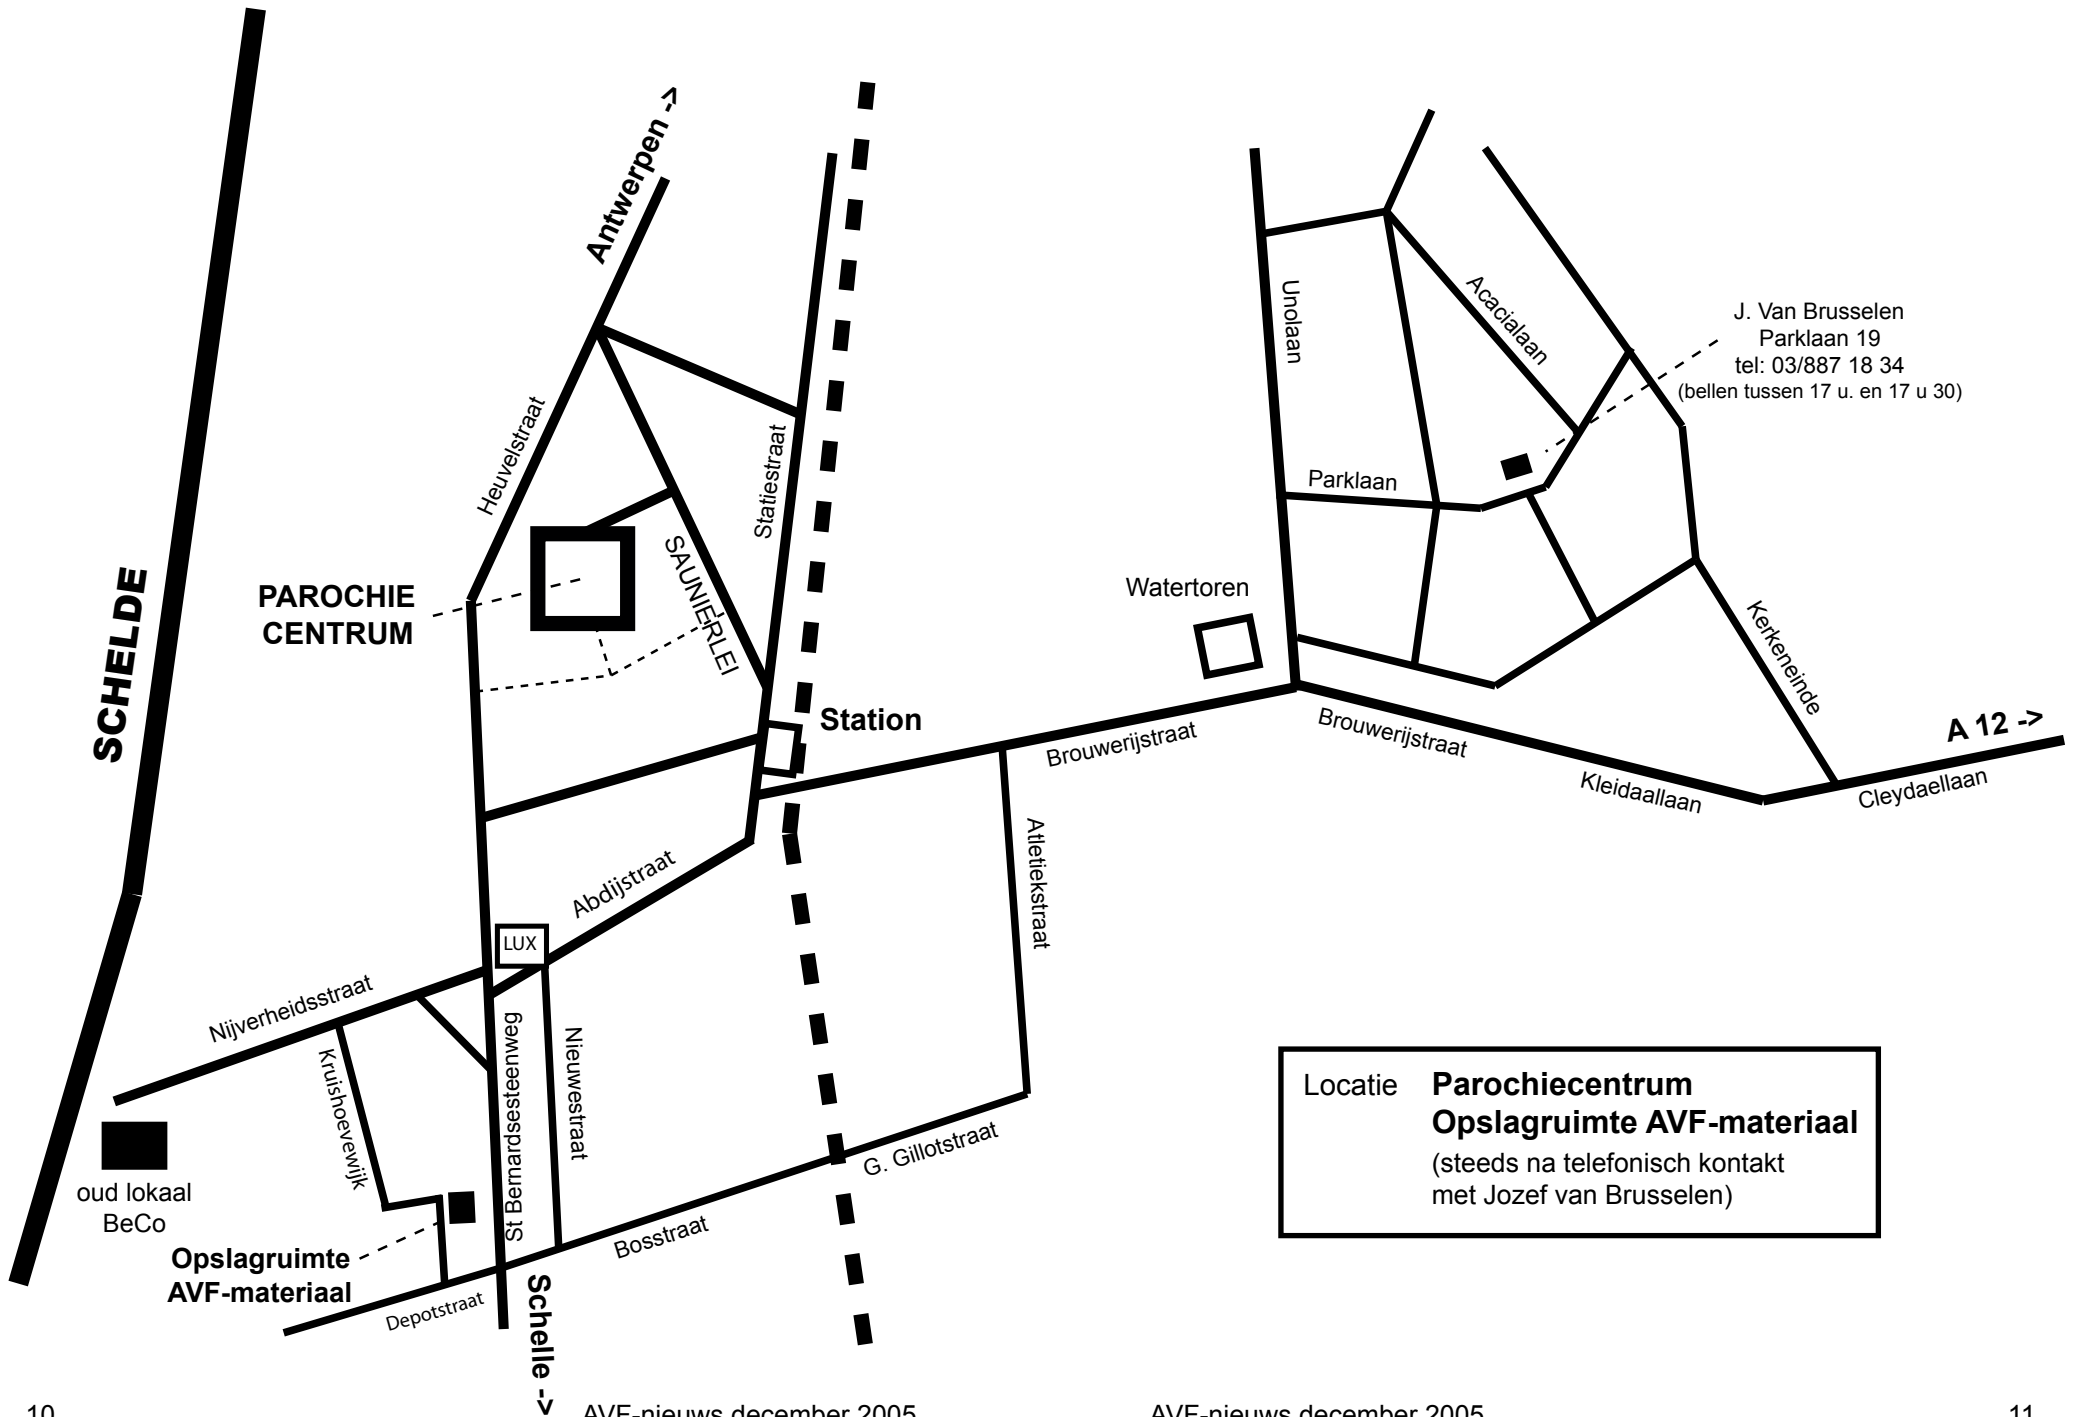 Antwerpen ->
Heuvelstraat
Statiestraat
SAUNIERLEI
SCHELDE
PAROCHIE
CENTRUM
Station
Unolaan
Acacialaan
J. Van Brusselen
Parklaan 19
tel: 03/887 18 34
(bellen tussen 17 u. en 17 u 30)
Parklaan
Watertoren
Kerkeneinde
A 12 ->
Brouwerijstraat
Brouwerijstraat
Kleidaallaan
Cleydaellaan
Atletiekstraat
Abdijstraat
LUX
Nijverheidsstraat
Kruishoevewijk
St Bernardsesteenweg
Nieuwestraat
oud lokaal
BeCo
Opslagruimte
AVF-materiaal
Depotstraat
Bosstraat
G. Gillotstraat
Schelle ->
Locatie Parochiecentrum
Opslagruimte AVF-materiaal
(steeds na telefonisch kontakt
met Jozef van Brusselen)
10
AVF-nieuws december 2005
AVF-nieuws december 2005
11